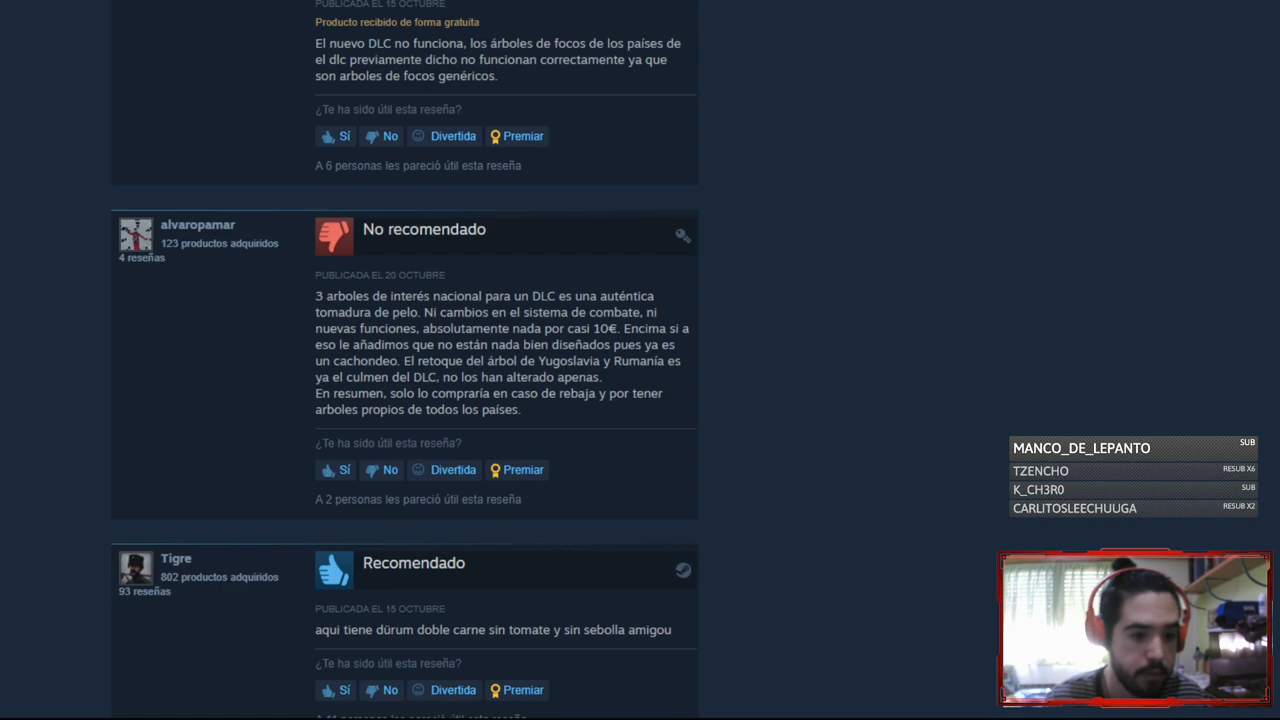 PUBLICADA EL 15 OCTUBRE
Producto recibido de forma gratuita
El nuevo DLC no funciona, los árboles de focos de los países de
el dlc previamente dicho no funcionan correctamente ya que
son arboles de focos genéricos.
¿Te ha sido útil esta reseña?
Sí No Divertida Premiar
A 6 personas les pareció útil esta reseña
alvaropamar
123 productos adquiridos
4 reseñas
No recomendado
PUBLICADA EL 20 OCTUBRE
3 arboles de interés nacional para un DLC es una auténtica
tomadura de pelo. Ni cambios en el sistema de combate, ni
nuevas funciones, absolutamente nada por casi 10€. Encima si a
eso le añadimos que no están nada bien diseñados pues ya es
un cachondeo. El retoque del árbol de Yugoslavia y Rumanía es
ya el culmen del DLC, no los han alterado apenas.
En resumen, solo lo compraría en caso de rebaja y por tener
arboles propios de todos los países.
¿Te ha sido útil esta reseña?
Sí No Divertida Premiar
A 2 personas les pareció útil esta reseña
Tigre
802 productos adquiridos
93 reseñas
Recomendado
PUBLICADA EL 15 OCTUBRE
aqui tiene dürum doble carne sin tomate y sin sebolla amigou
¿Te ha sido útil esta reseña?
Sí No Divertida Premiar
MANCO_DE_LEPANTO SUB
TZENCHO RESUB X6
K_CH3R0 SUB
CARLITOSLEECHUUGA RESUB X2